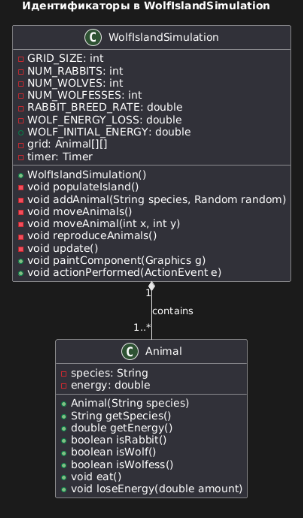 Идентификаторы в WolfIslandSimulation
C WolfIslandSimulation
GRID_SIZE: int
NUM_RABBITS: int
NUM_WOLVES: int
NUM_WOLFESSES: int
RABBIT_BREED_RATE: double
WOLF_ENERGY_LOSS: double
WOLF_INITIAL_ENERGY: double
grid: Animal[][]
timer: Timer
WolfIslandSimulation()
void populateIsland()
void addAnimal(String species, Random random)
void moveAnimals()
void moveAnimal(int x, int y)
void reproduceAnimals()
void update()
void paintComponent(Graphics g)
void actionPerformed(ActionEvent e)
1
contains
1..*
C Animal
species: String
energy: double
Animal(String species)
String getSpecies()
double getEnergy()
boolean isRabbit()
boolean isWolf()
boolean isWolfess()
void eat()
void loseEnergy(double amount)